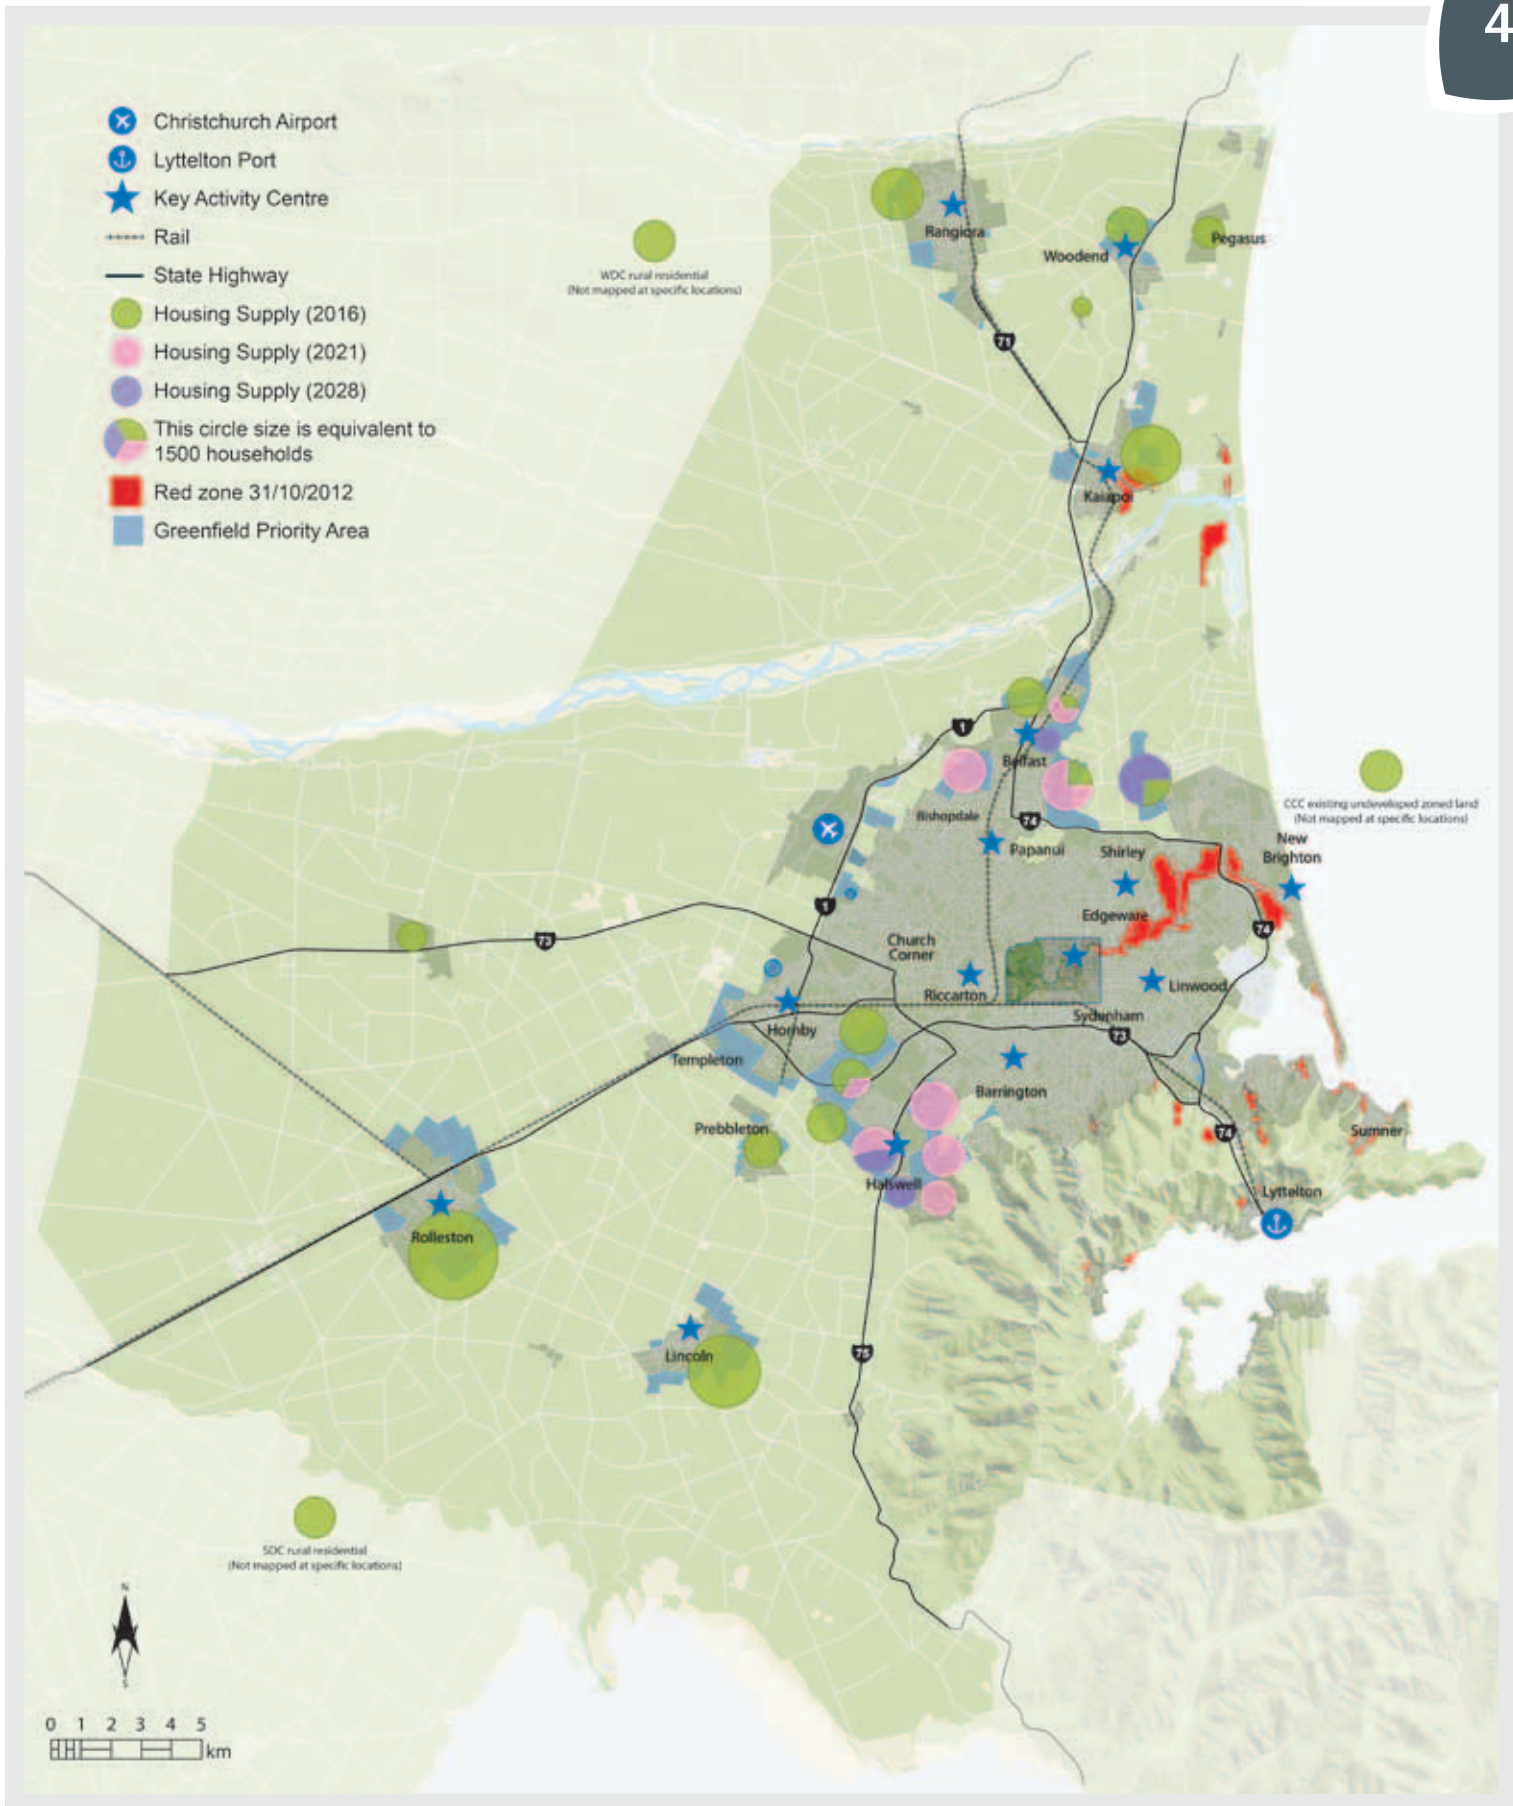 4
Christchurch Airport
Lyttelton Port
Key Activity Centre
Rail
State Highway
Housing Supply (2016)
Housing Supply (2021)
Housing Supply (2028)
This circle size is equivalent to
1500 households
Red zone 31/10/2012
Greenfield Priority Area
WDC rural residential
(Not mapped at specific locations)
Rangiora
Woodend
Pegasus
71
Kaiapoi
1
Belfast
CCC existing undeveloped zoned land
(Not mapped at specific locations)
Bishopdale
74
Papanui
Shirley
New
Brighton
1
Edgeware
74
73
Church
Corner
Riccarton
Linwood
Hornby
Sydenham
73
Templeton
Barrington
Prebbleton
Sumner
74
Halswell
Lyttelton
Rolleston
Lincoln
75
SDC rural residential
(Not mapped at specific locations)
N
S
0 1 2 3 4 5
km